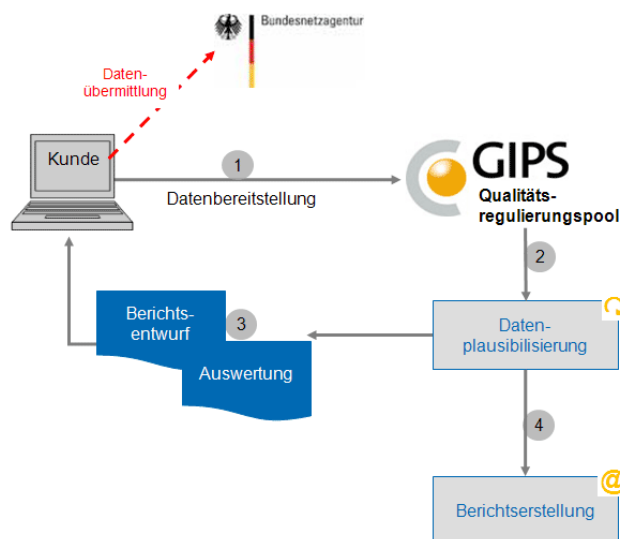 Bundesnetzagentur
Daten-
übermittlung
Kunde
1
Datenbereitstellung
GIPS
Qualitäts-
regulierungspool
2
Berichts-
entwurf
3
Auswertung
Daten-
plausibilisierung
4
@
Berichtserstellung